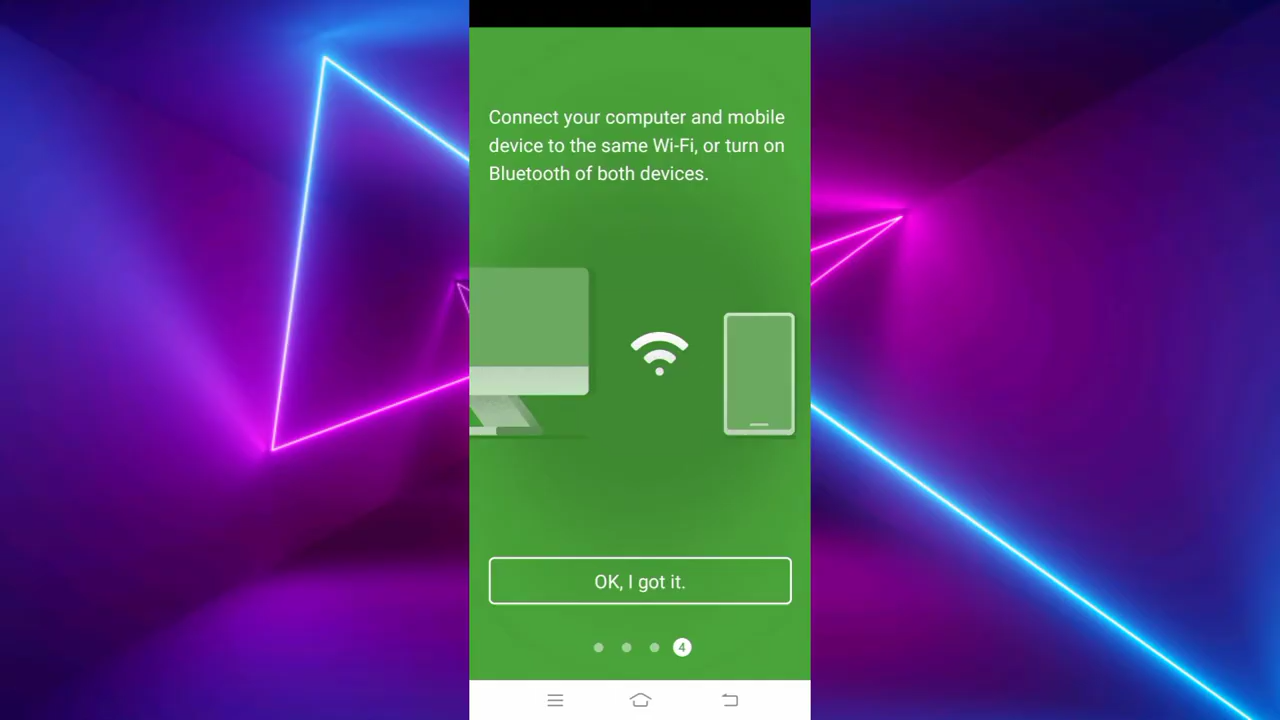 Connect your computer and mobile
device to the same Wi-Fi, or turn on
Bluetooth of both devices.
OK, I got it.
4